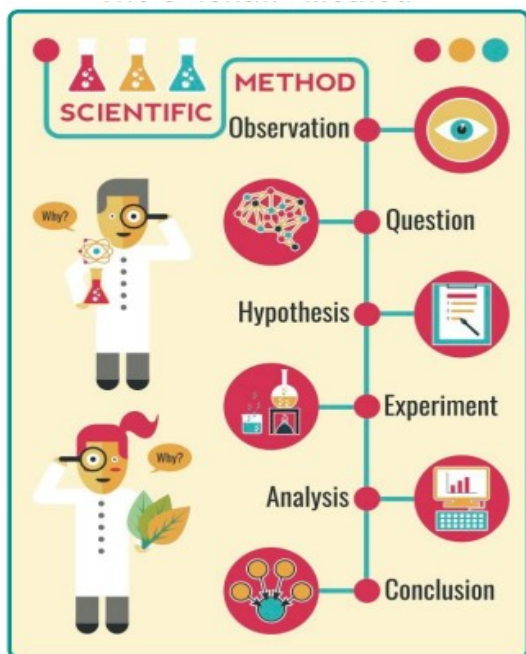 METHOD
SCIENTIFIC
Observation
Why?
Question
Hypothesis
Experiment
Why?
Analysis
Conclusion